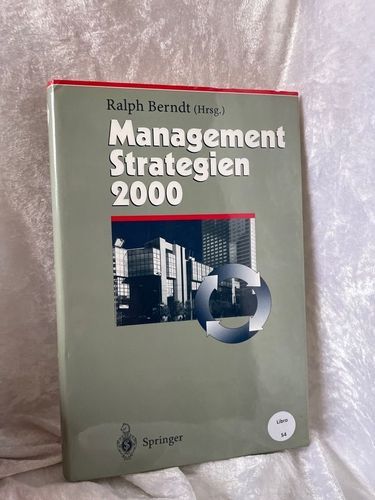 Ralph Berndt (Hrsg.)
Management
Strategien
2000
Springer
Libro
54